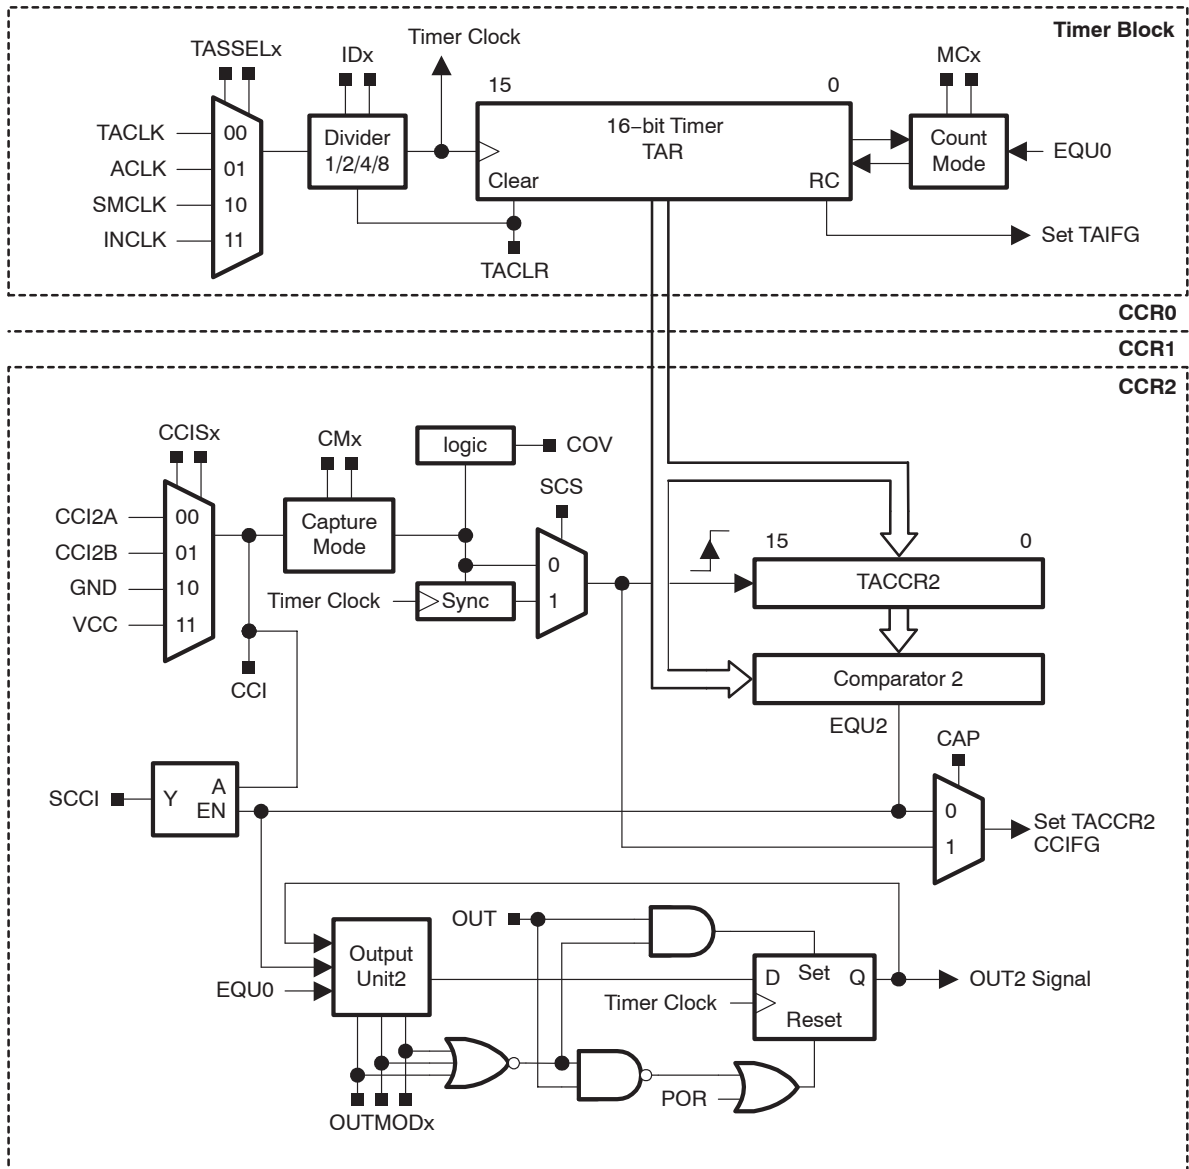 Timer Block
TASSELx
IDx
Timer Clock
MCx
15
0
TACLK
00
ACLK
01
SMCLK
10
INCLK
11
Divider
1/2/4/8
16−bit Timer
TAR
Clear
RC
Count
Mode
EQU0
Set TAIFG
TACLR
CCR0
CCR1
CCR2
CCISx
CMx
logic
COV
SCS
CCI2A
00
CCI2B
01
GND
10
VCC
11
Capture
Mode
0
1
Timer Clock
Sync
15
0
TACCR2
CCI
Comparator 2
EQU2
CAP
SCCI
Y
A
EN
0
1
Set TACCR2
CCIFG
OUT
Output
Unit2
EQU0
D
Set
Q
Timer Clock
Reset
OUT2 Signal
POR
OUTMODx